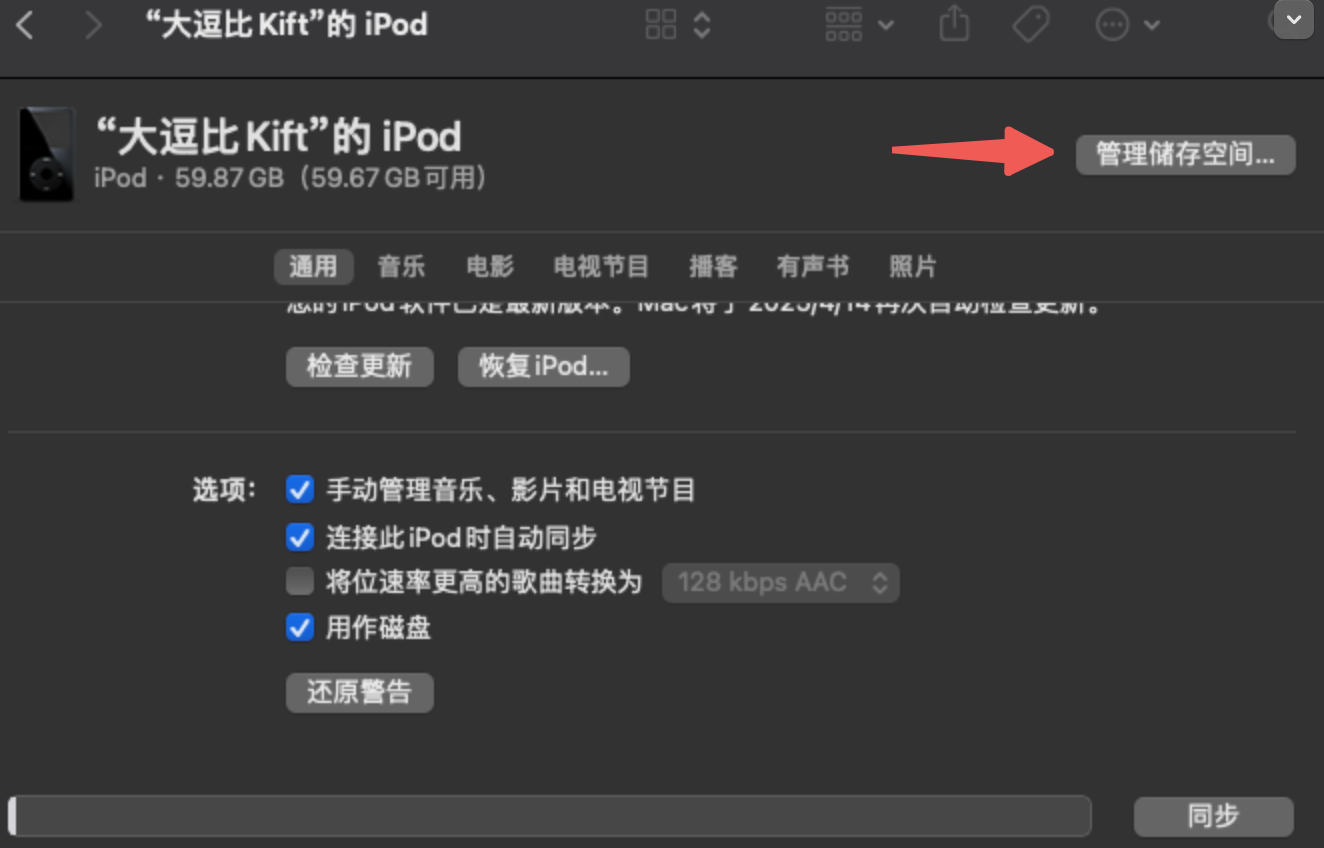 “大逗比 Kift”的 iPod
“大逗比 Kift”的 iPod
管理储存空间...
iPod · 59.87 GB（59.67 GB 可用）
通用 音乐 电影 电视节目 播客 有声书 照片
您的 iPod 软件已是最新版本。Mac 将于 2025/4/14 再次自动检查更新。
检查更新 恢复 iPod...
选项： 手动管理音乐、影片和电视节目
连接此 iPod 时自动同步
将位速率更高的歌曲转换为 128 kbps AAC
用作磁盘
还原警告
同步